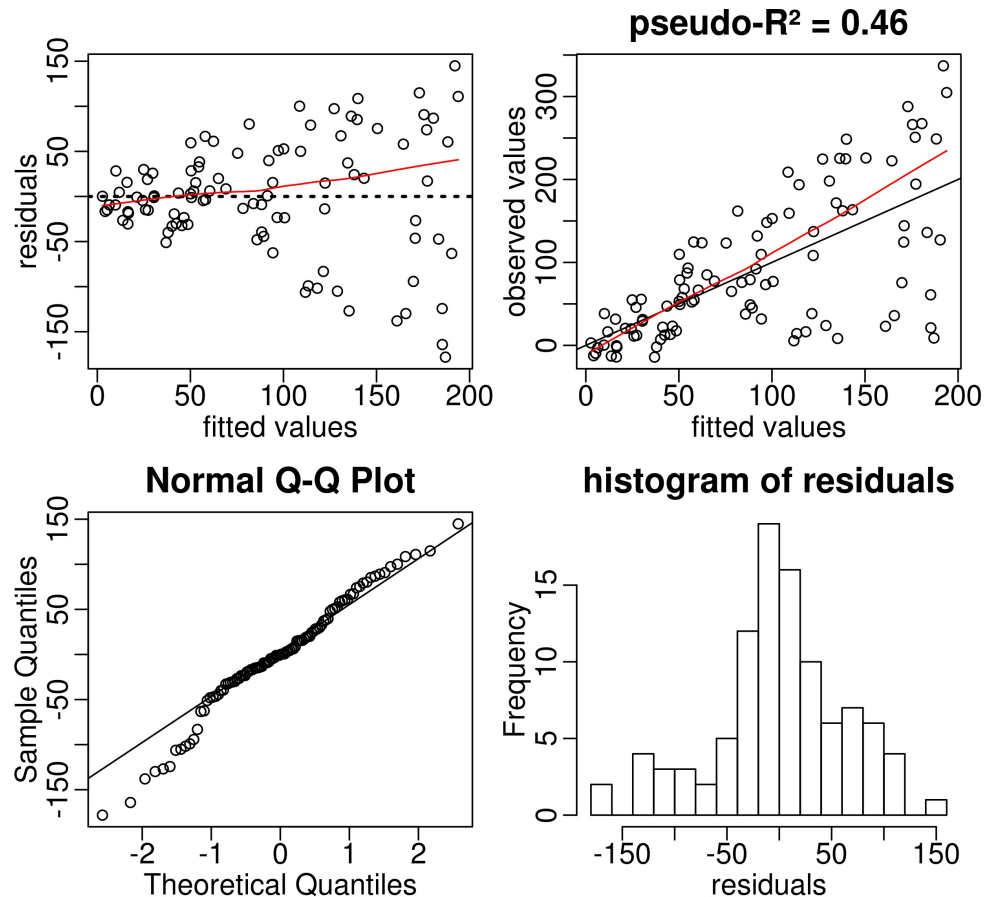 residuals
150
50
-50
-150
0 50 100 150 200
fitted values
pseudo-R² = 0.46
observed values
300
200
100
0
0 50 100 150 200
fitted values
Normal Q-Q Plot
Sample Quantiles
150
50
-50
-150
-2 -1 0 1 2
Theoretical Quantiles
histogram of residuals
Frequency
15
10
5
0
-150 -50 50 150
residuals